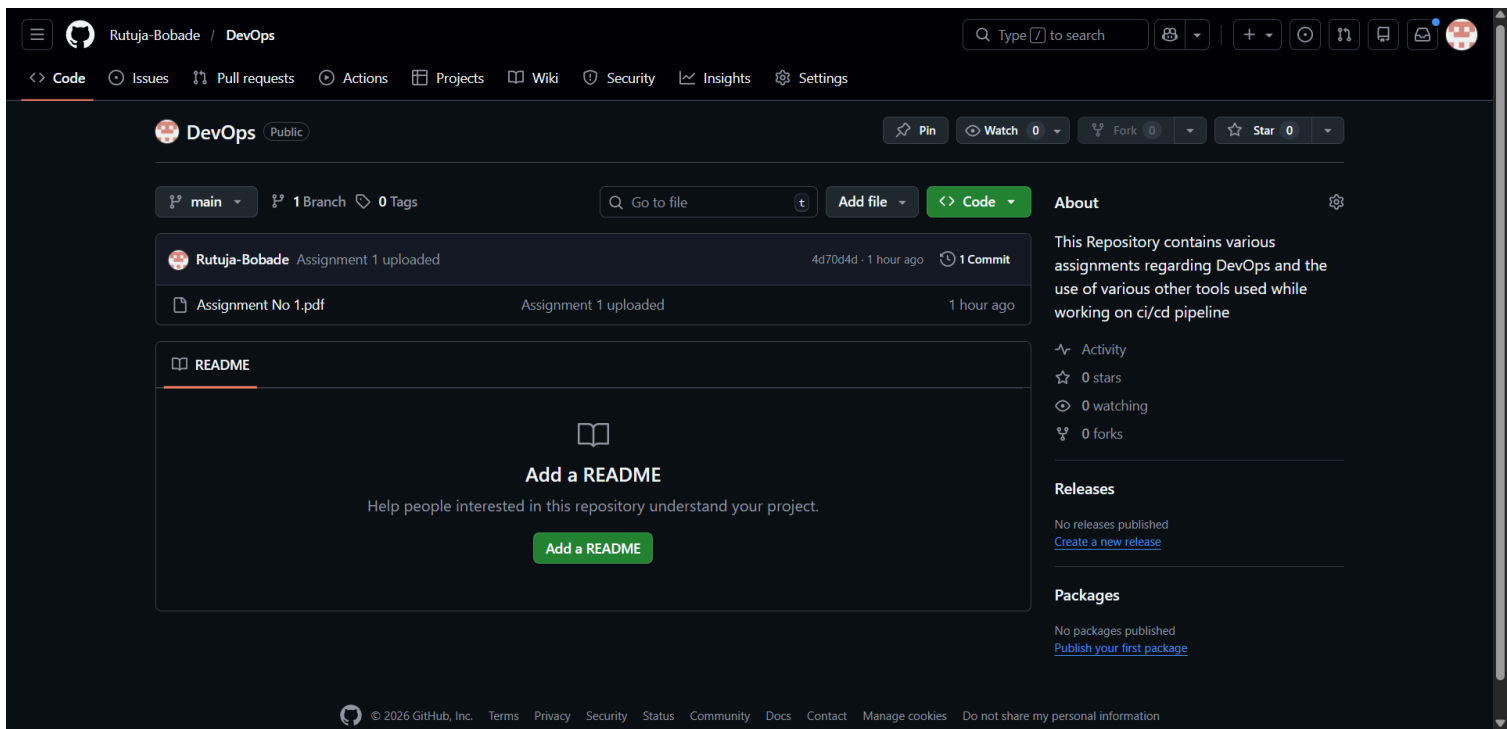 Rutuja-Bobade / DevOps
Type / to search
Code Issues Pull requests Actions Projects Wiki Security Insights Settings
DevOps Public
Pin Watch 0 Fork 0 Star 0
main 1 Branch 0 Tags
Go to file t Add file Code
Rutuja-Bobade Assignment 1 uploaded 4d70d4d · 1 hour ago 1 Commit
Assignment No 1.pdf Assignment 1 uploaded 1 hour ago
README
Add a README
Help people interested in this repository understand your project.
Add a README
About
This Repository contains various
assignments regarding DevOps and the
use of various other tools used while
working on ci/cd pipeline
Activity
0 stars
0 watching
0 forks
Releases
No releases published
Create a new release
Packages
No packages published
Publish your first package
© 2026 GitHub, Inc. Terms Privacy Security Status Community Docs Contact Manage cookies Do not share my personal information